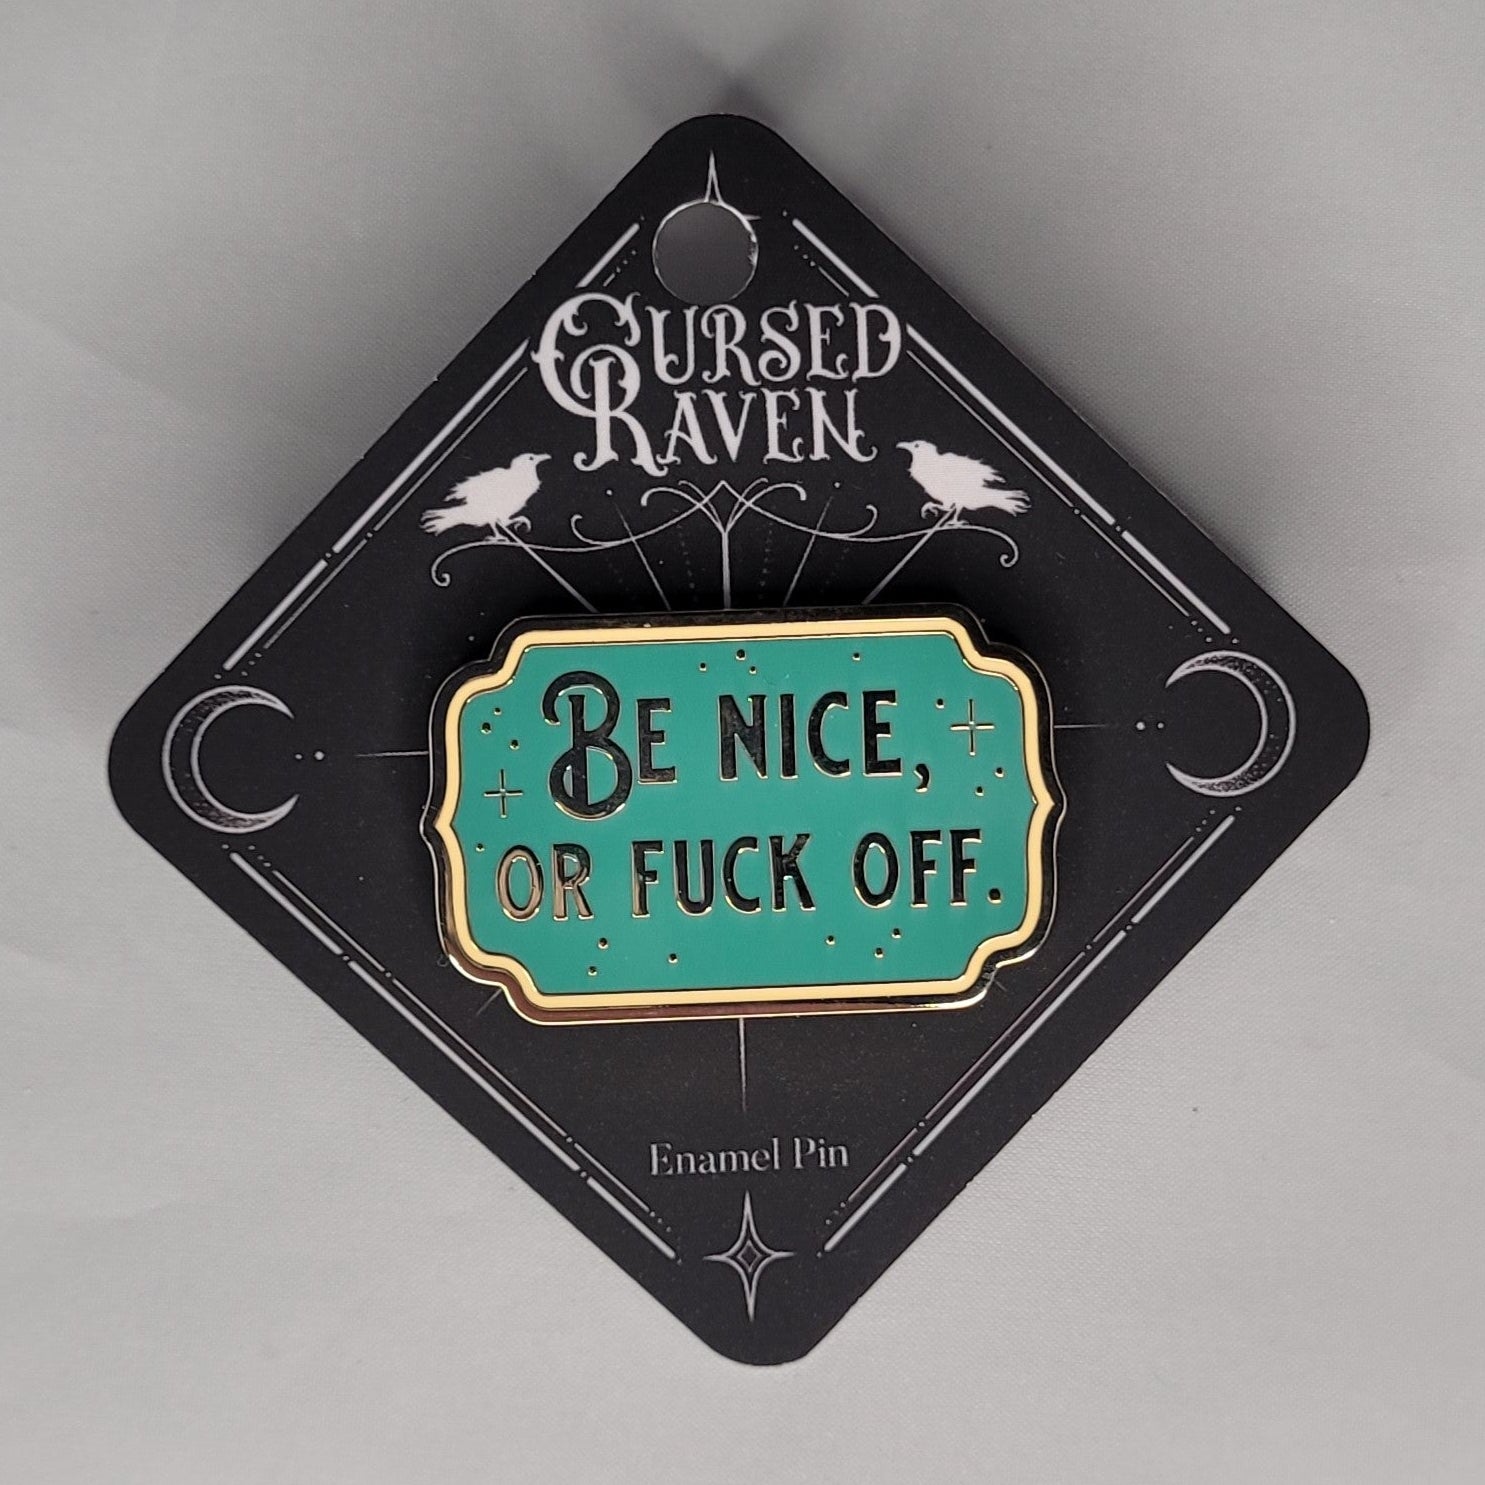 CURSED
RAVEN
BE NICE,
OR FUCK OFF.
Enamel Pin